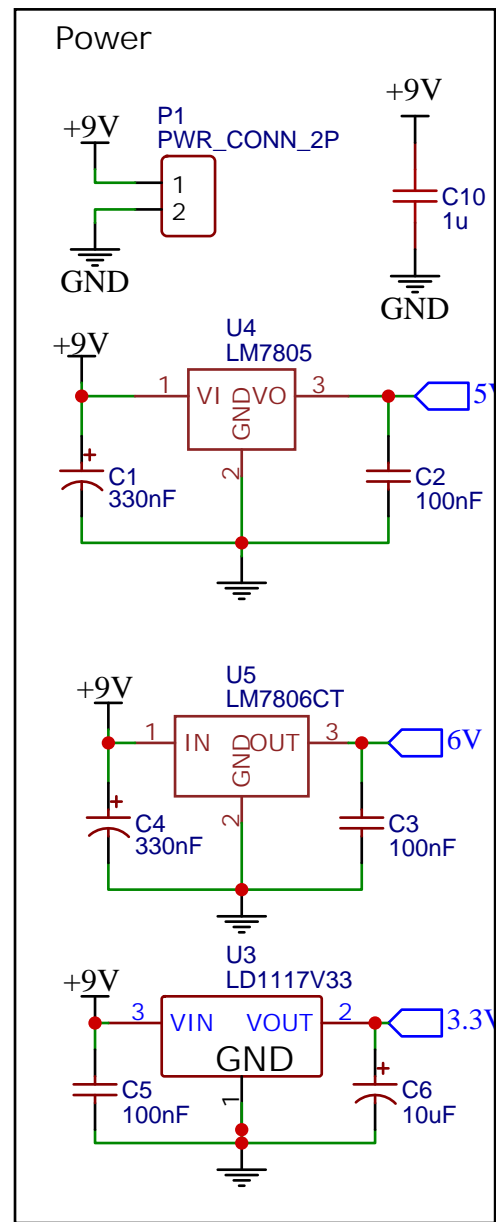 Power
+9V
P1
PWR_CONN_2P
1
2
GND
+9V
C10
1u
GND
+9V
U4
LM7805
1
VI
GND
VO
3
2
5V
C1
330nF
C2
100nF
+9V
U5
LM7806CT
1
IN
GND
OUT
3
2
6V
C4
330nF
C3
100nF
+9V
U3
LD1117V33
3
VIN
VOUT
2
GND
1
3.3V
C5
100nF
C6
10uF